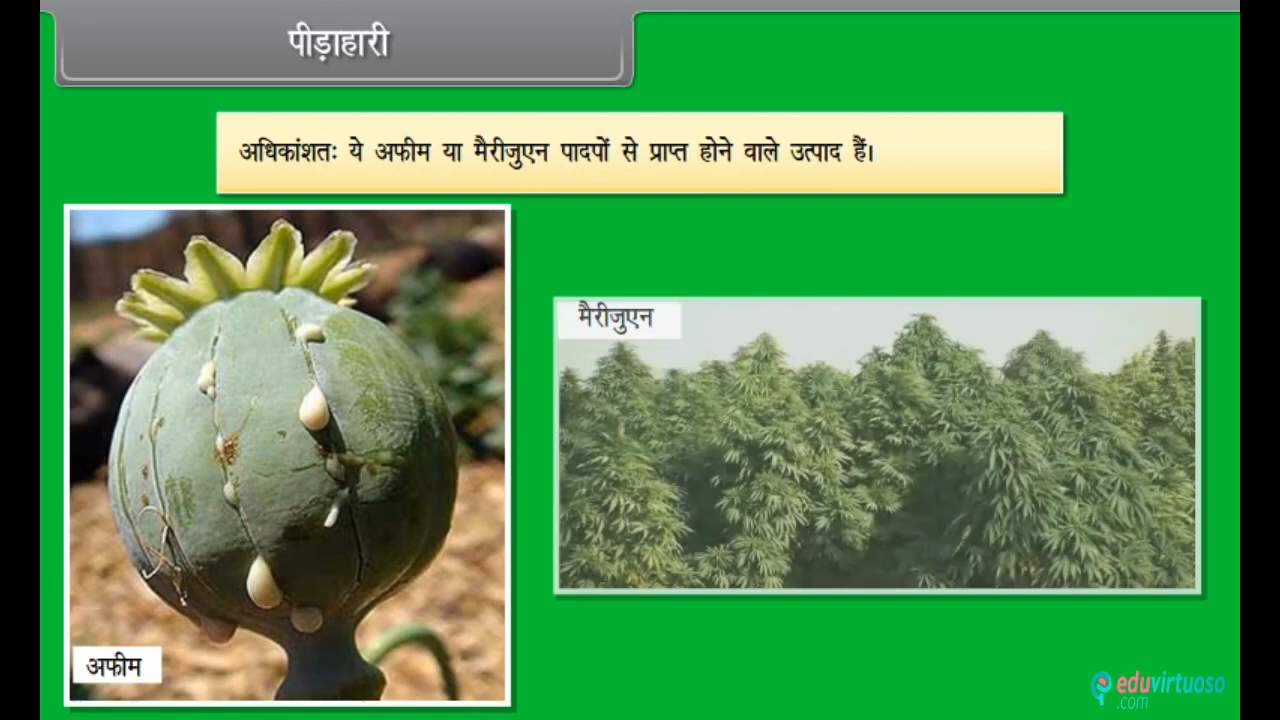 पीड़ाहारी
अधिकांशतः ये अफीम या मैरीजुएन पादपों से प्राप्त होने वाले उत्पाद हैं।
मैरीजुएन
अफीम
eduvirtuoso
.com